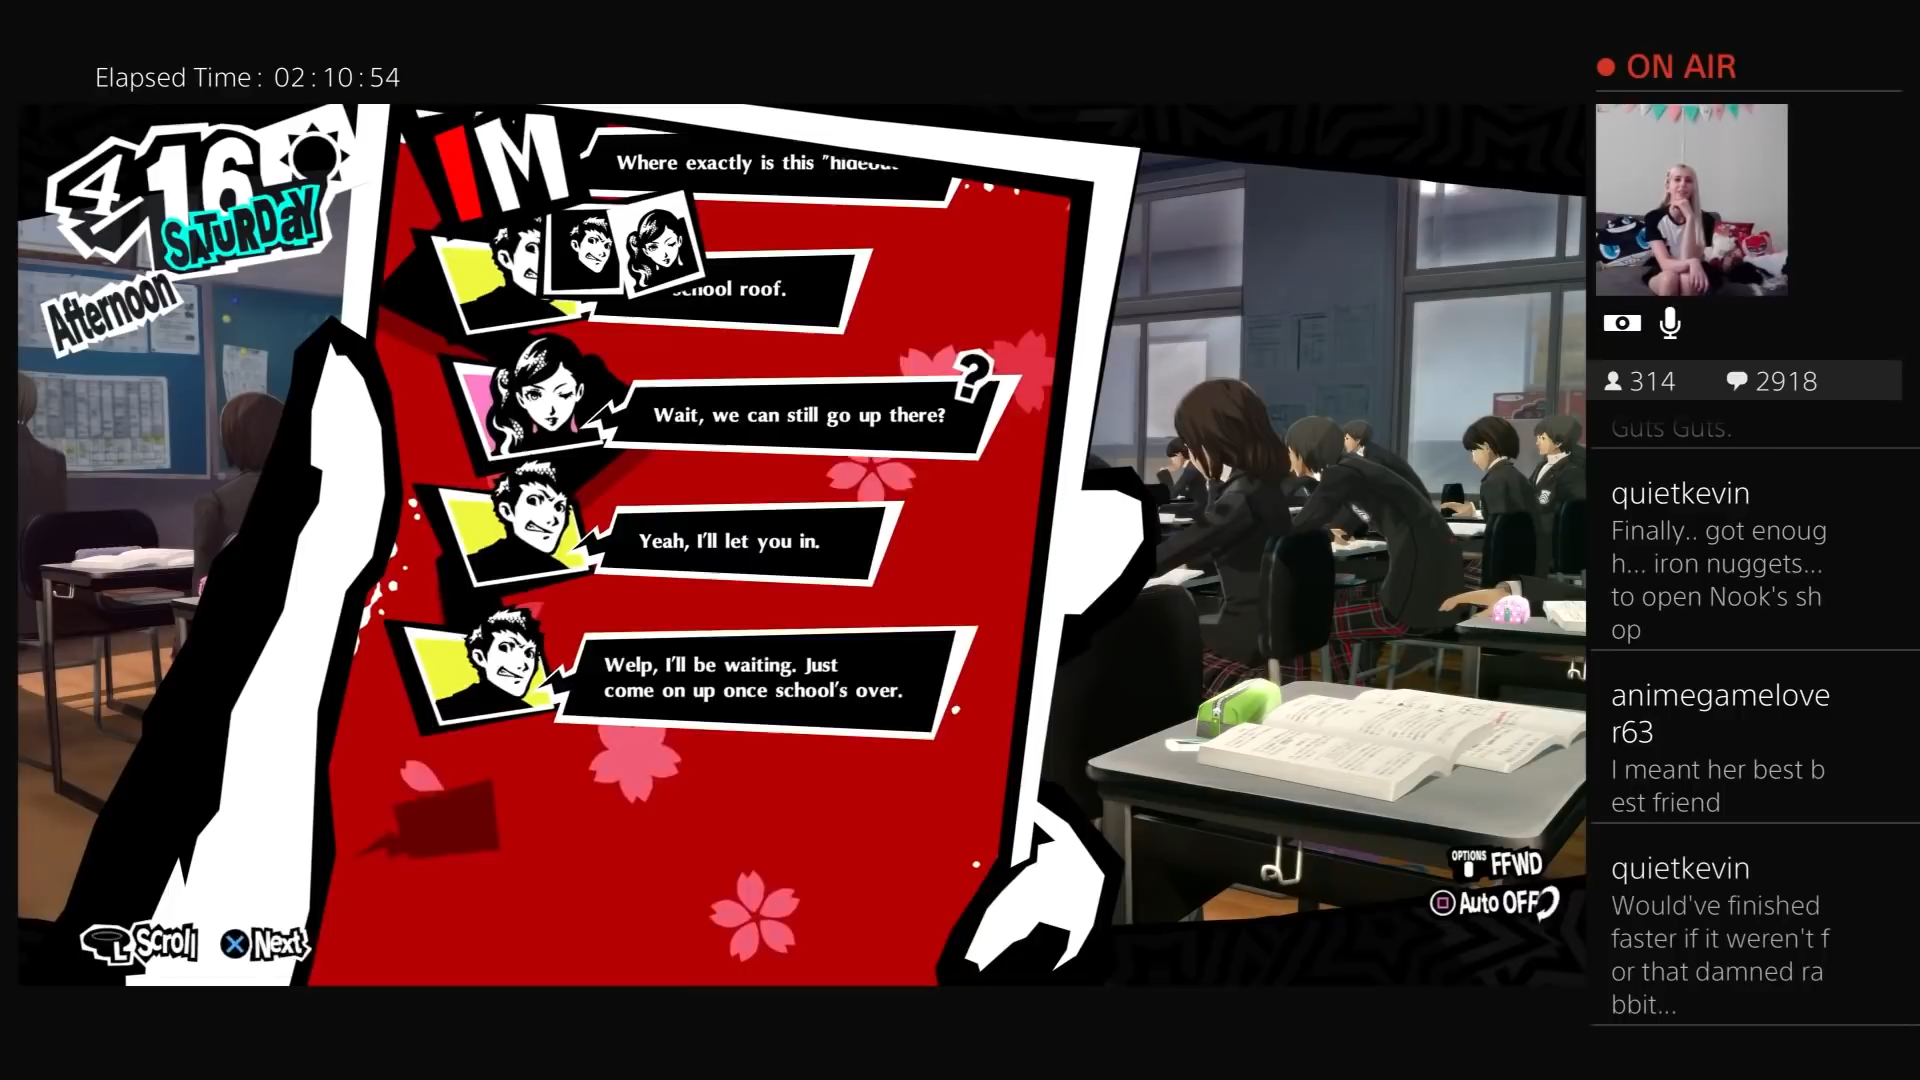 Elapsed Time: 02:10:54
ON AIR
4/16
SATURDAY
Afternoon
IM
Where exactly is this "hideout
school roof.
Wait, we can still go up there?
?
Yeah, I'll let you in.
Welp, I'll be waiting. Just
come on up once school's over.
L Scroll
Next
OPTIONS FFWD
Auto OFF
314 2918
Guts Guts.
quietkevin
Finally.. got enoug
h... iron nuggets...
to open Nook's sh
op
animegamelove
r63
I meant her best b
est friend
quietkevin
Would've finished
faster if it weren't f
or that damned ra
bbit...